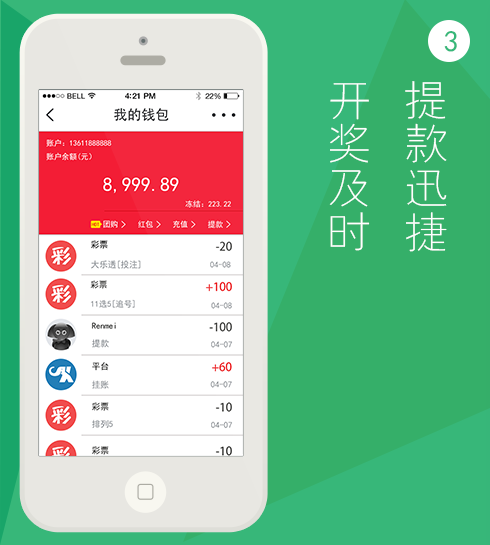 3
提款迅捷
开奖及时
BELL 4:21 PM 22%
我的钱包
账户：13611888888
账户余额(元)
8,999.89
冻结：223.22
HOT 团购 红包 充值 提款
彩 彩票 -20
大乐透[投注] 04-08
彩 彩票 +100
11选5[追号] 04-08
Renmei -100
提款 04-07
平台 +60
挂账 04-07
彩 彩票 -10
排列5 04-07
彩票 -10